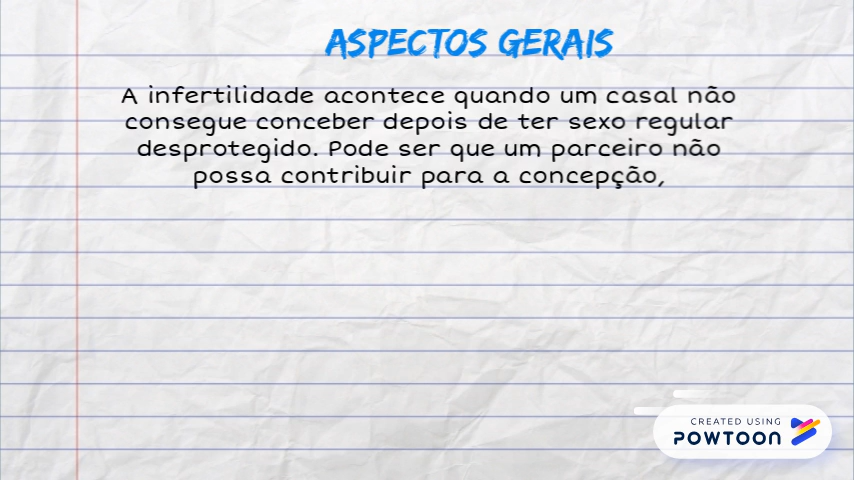 ASPECTOS GERAIS
A infertilidade acontece quando um casal não
consegue conceber depois de ter sexo regular
desprotegido. Pode ser que um parceiro não
possa contribuir para a concepção,
CREATED USING
POWTOON